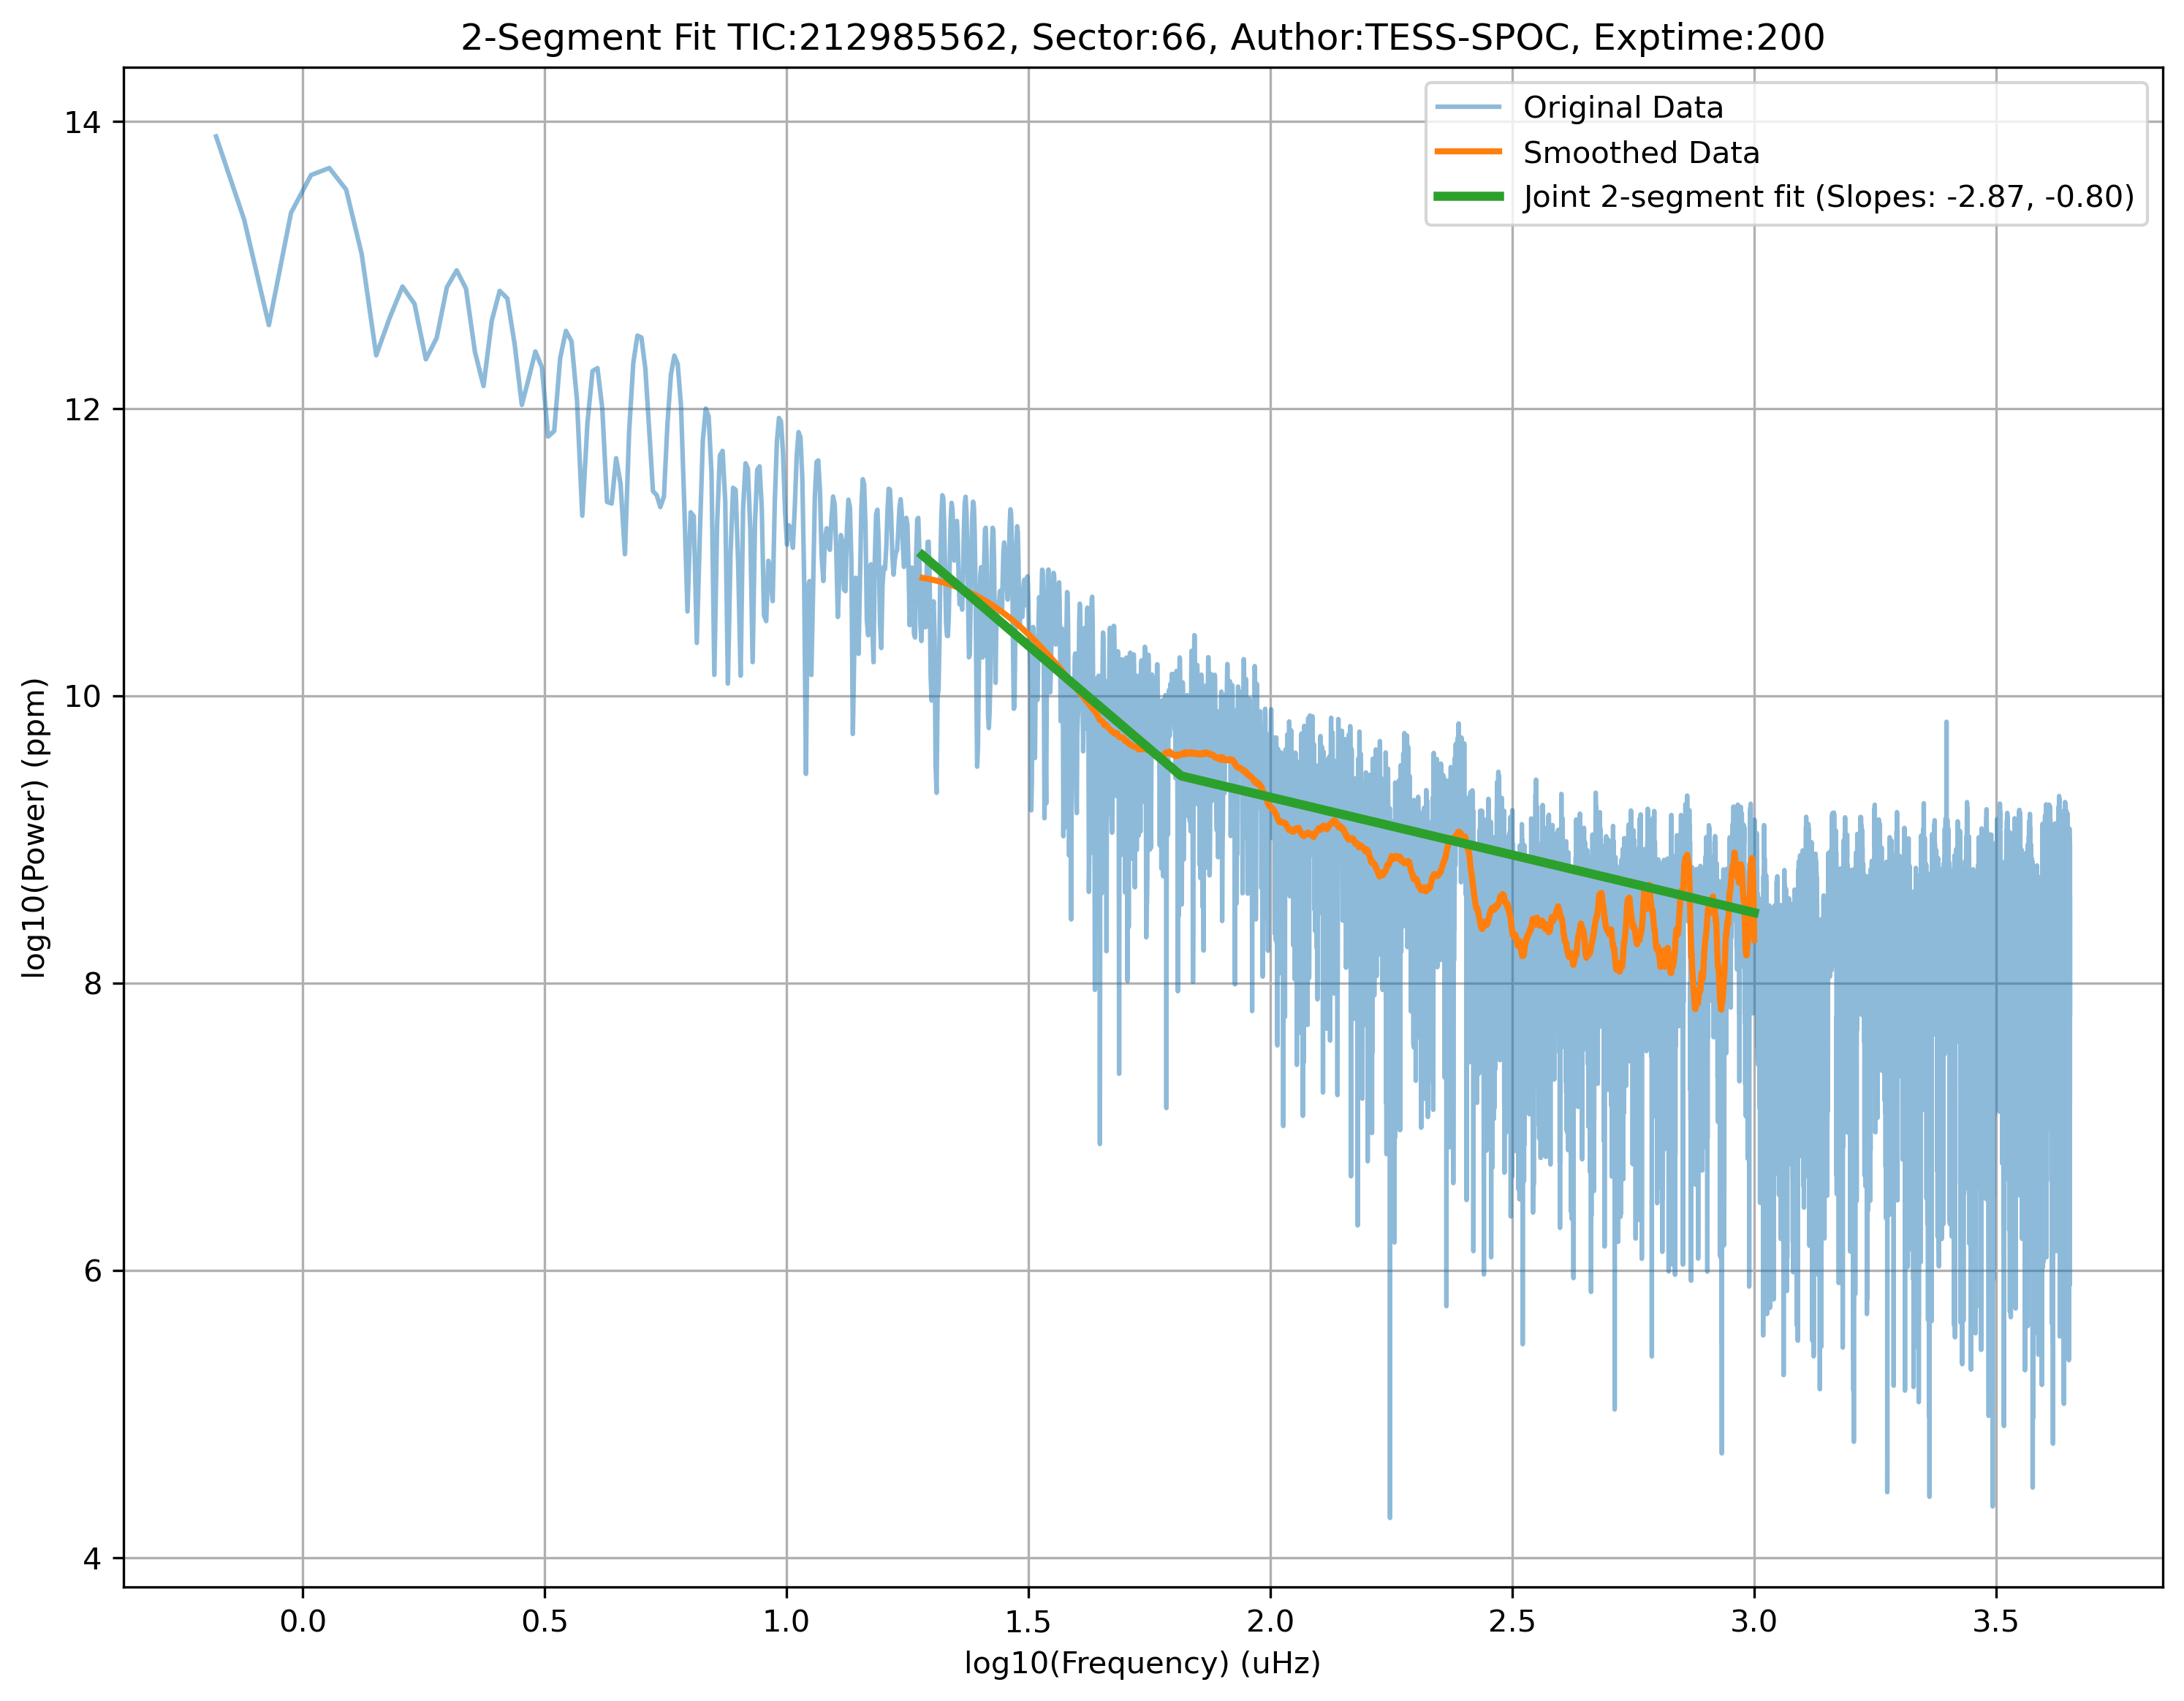 2-Segment Fit TIC:212985562, Sector:66, Author:TESS-SPOC, Exptime:200
Original Data
Smoothed Data
Joint 2-segment fit (Slopes: -2.87, -0.80)
log10(Power) (ppm)
14
12
10
8
6
4
0.0 0.5 1.0 1.5 2.0 2.5 3.0 3.5
log10(Frequency) (uHz)